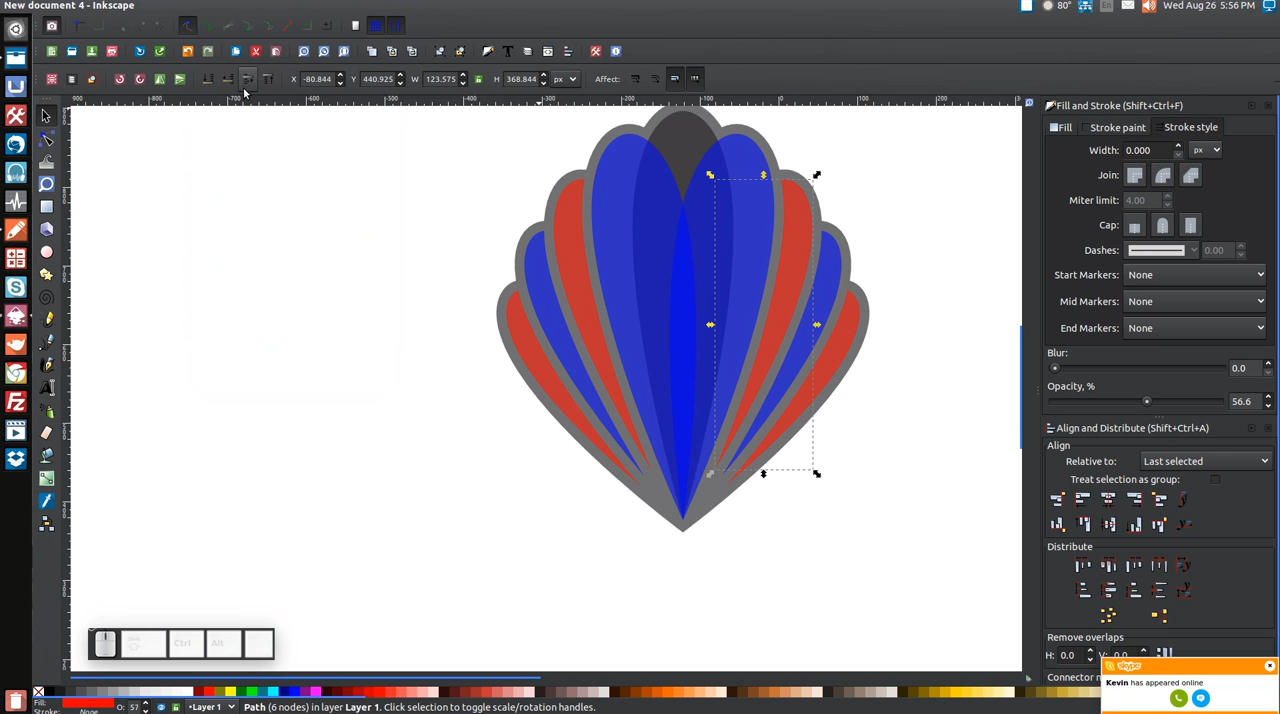 New document 4 - Inkscape
80°
En
Wed Aug 26 5:56 PM
X -80.844
Y 440.925
W 123.575
H 368.844
px
Affect:
Fill and Stroke (Shift+Ctrl+F)
Fill
Stroke paint
Stroke style
Width: 0.000 px
Join:
Miter limit: 4.00
Cap:
Dashes: 0.00
Start Markers: None
Mid Markers: None
End Markers: None
Blur:
0.0
Opacity, %
56.6
Align and Distribute (Shift+Ctrl+A)
Align
Relative to: Last selected
Treat selection as group:
Distribute
Remove overlaps
H: 0.0 V: 0.0
skype
Kevin has appeared online
Ctrl
Alt
Fill:
Stroke: None
O: 57
Layer 1
Path (6 nodes) in layer Layer 1. Click selection to toggle scale/rotation handles.